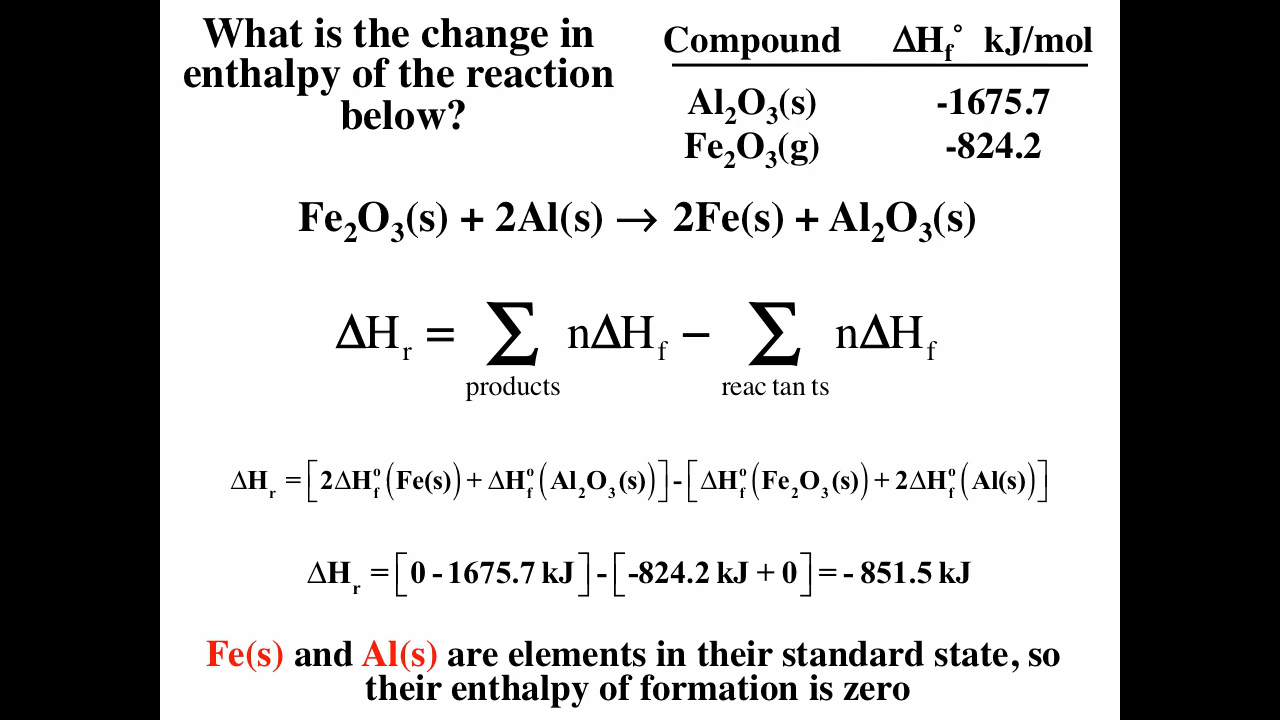 What is the change in
enthalpy of the reaction
below?
Compound ΔHf° kJ/mol
Al₂O₃(s) -1675.7
Fe₂O₃(g) -824.2
Fe₂O₃(s) + 2Al(s) → 2Fe(s) + Al₂O₃(s)
ΔHr = ∑ nΔHf − ∑ nΔHf
products reac tan ts
ΔHr = [2ΔHf°(Fe(s)) + ΔHf°(Al₂O₃(s))] - [ΔHf°(Fe₂O₃(s)) + 2ΔHf°(Al(s))]
ΔHr = [0 - 1675.7 kJ] - [-824.2 kJ + 0] = - 851.5 kJ
Fe(s) and Al(s) are elements in their standard state, so
their enthalpy of formation is zero